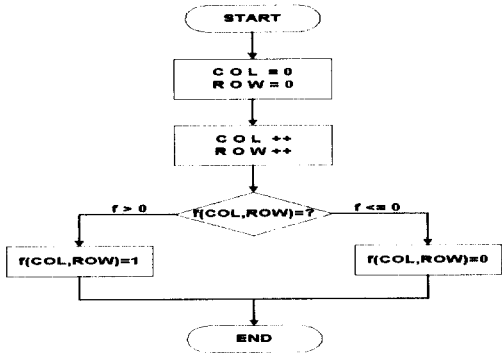 START
COL = 0
ROW = 0
COL ++
ROW ++
f(COL,ROW)=?
f > 0
f <= 0
f(COL,ROW)=1
f(COL,ROW)=0
END